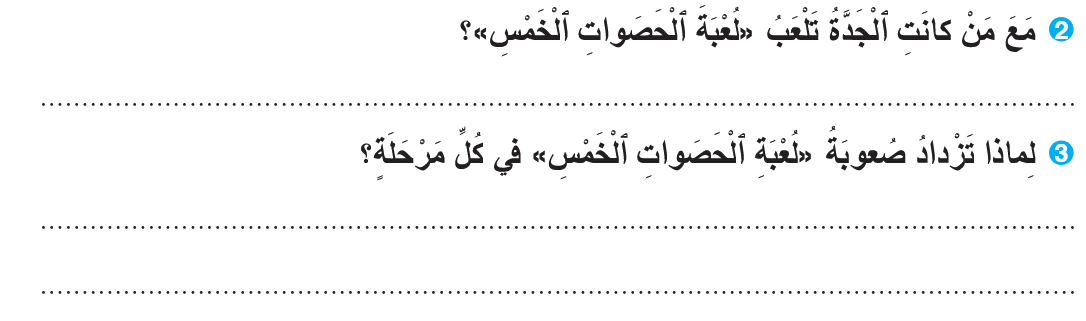 2 مَعَ مَنْ كانَتِ ٱلْجَدَّةُ تَلْعَبُ «لُعْبَةَ ٱلْحَصَواتِ ٱلْخَمْسِ»؟
3 لِماذا تَزْدادُ صُعوبَةُ «لُعْبَةِ ٱلْحَصَواتِ ٱلْخَمْسِ» في كُلِّ مَرْحَلَةٍ؟